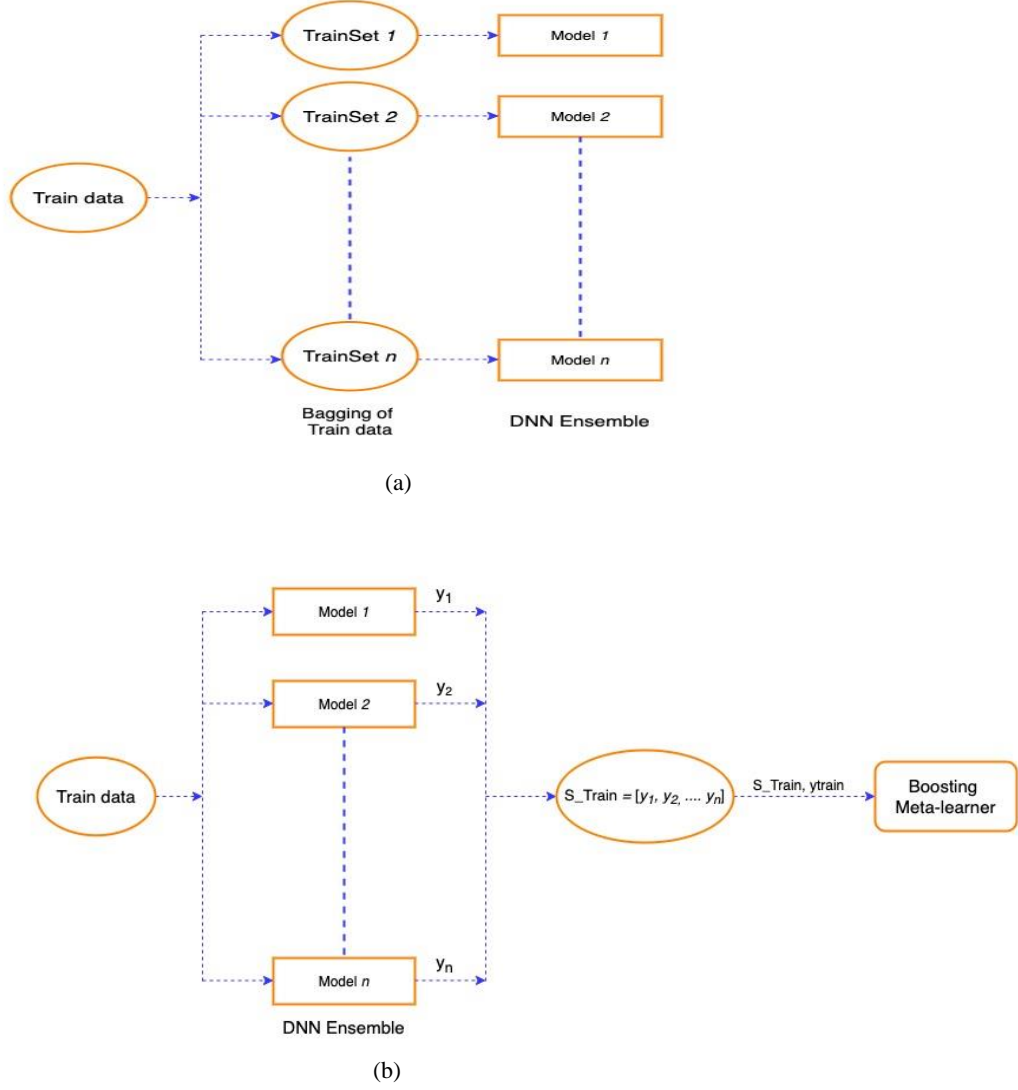 TrainSet 1
Model 1
TrainSet 2
Model 2
Train data
TrainSet n
Model n
Bagging of
Train data
DNN Ensemble
(a)
Model 1
y1
Model 2
y2
Train data
S_Train = [y1, y2, .... yn]
S_Train, ytrain
Boosting
Meta-learner
Model n
yn
DNN Ensemble
(b)